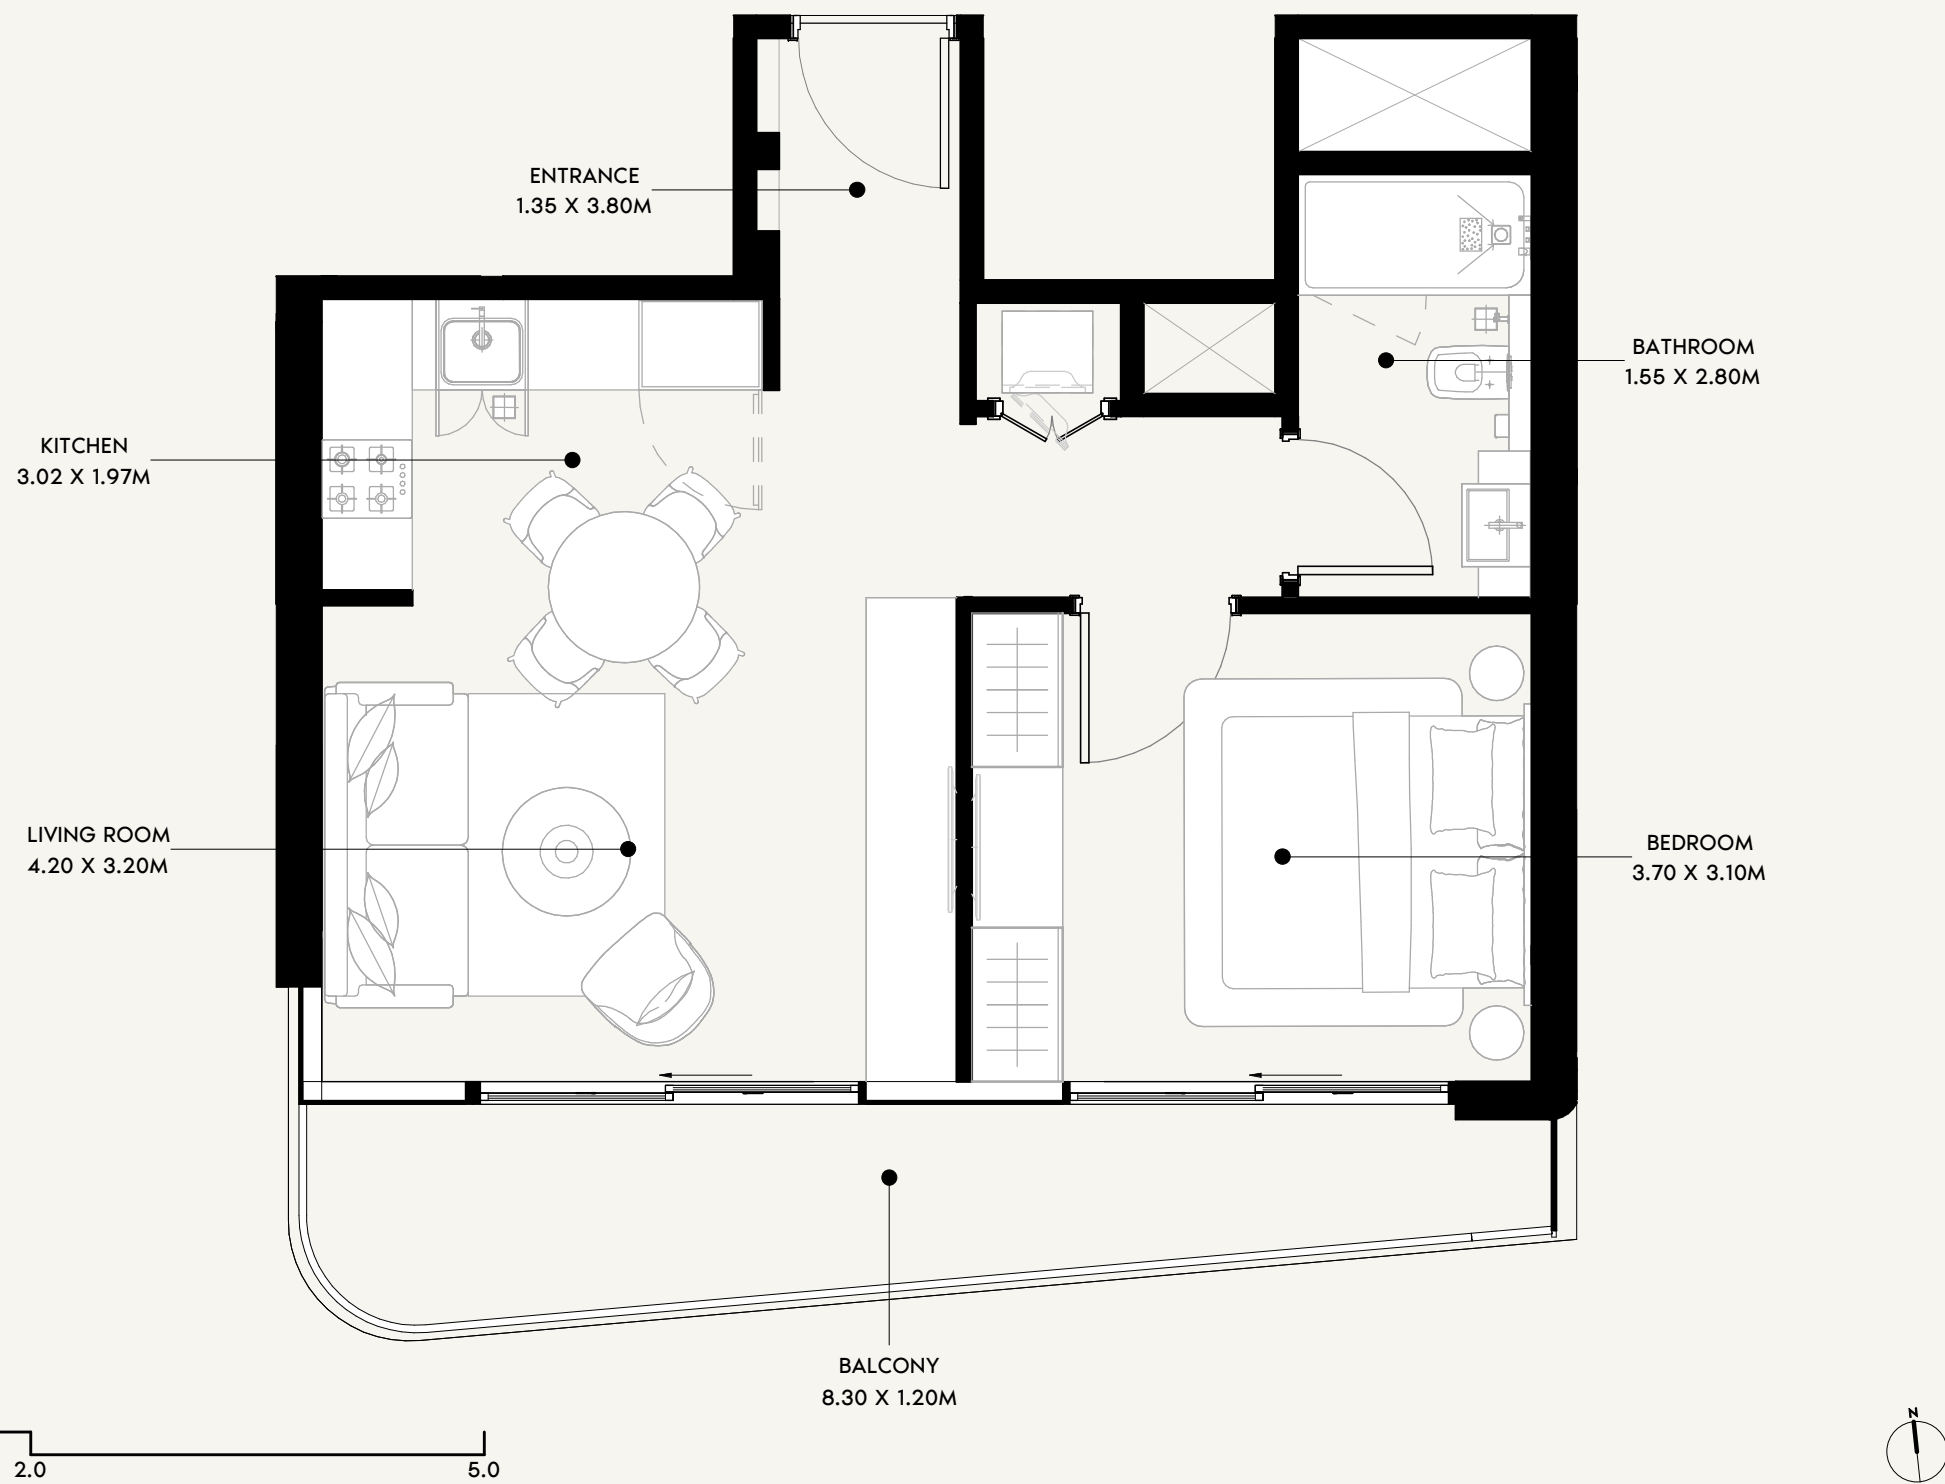 ENTRANCE
1.35 X 3.80M
BATHROOM
1.55 X 2.80M
KITCHEN
3.02 X 1.97M
LIVING ROOM
4.20 X 3.20M
BEDROOM
3.70 X 3.10M
BALCONY
8.30 X 1.20M
2.0
5.0
N